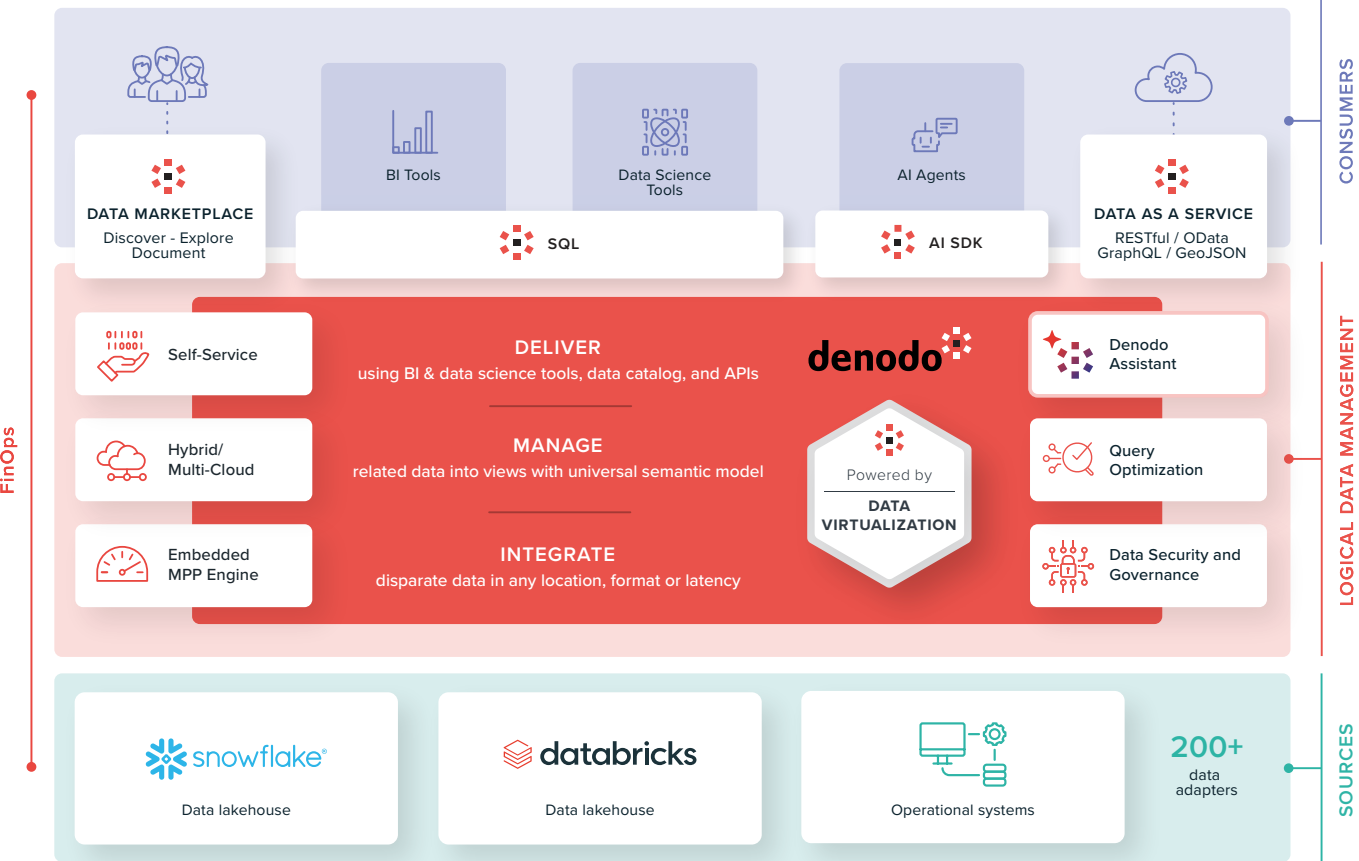 CONSUMERS
BI Tools
Data Science
Tools
AI Agents
DATA MARKETPLACE
Discover - Explore
Document
SQL
AI SDK
DATA AS A SERVICE
RESTful / OData
GraphQL / GeoJSON
FinOps
LOGICAL DATA MANAGEMENT
011101
110001
Self-Service
Hybrid/
Multi-Cloud
Embedded
MPP Engine
DELIVER
using BI & data science tools, data catalog, and APIs
MANAGE
related data into views with universal semantic model
INTEGRATE
disparate data in any location, format or latency
denodo
Powered by
DATA
VIRTUALIZATION
Denodo
Assistant
Query
Optimization
Data Security and
Governance
snowflake®
Data lakehouse
databricks
Data lakehouse
Operational systems
200+
data
adapters
SOURCES